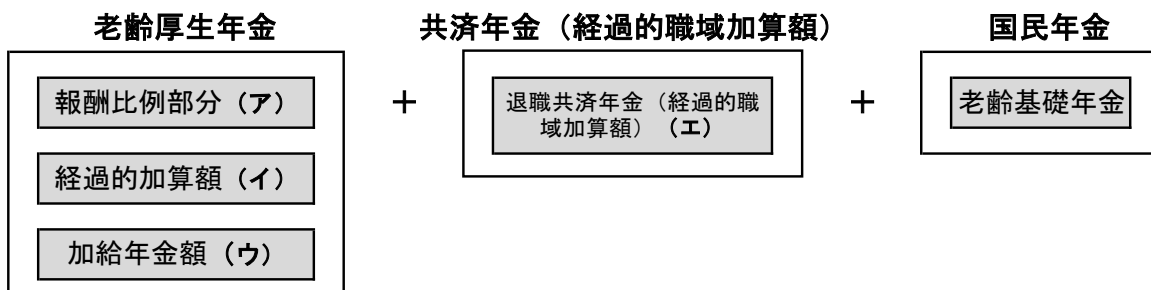 老齢厚生年金
報酬比例部分（ア）
経過的加算額（イ）
加給年金額（ウ）
＋
共済年金（経過的職域加算額）
退職共済年金（経過的職
域加算額）（エ）
＋
国民年金
老齢基礎年金